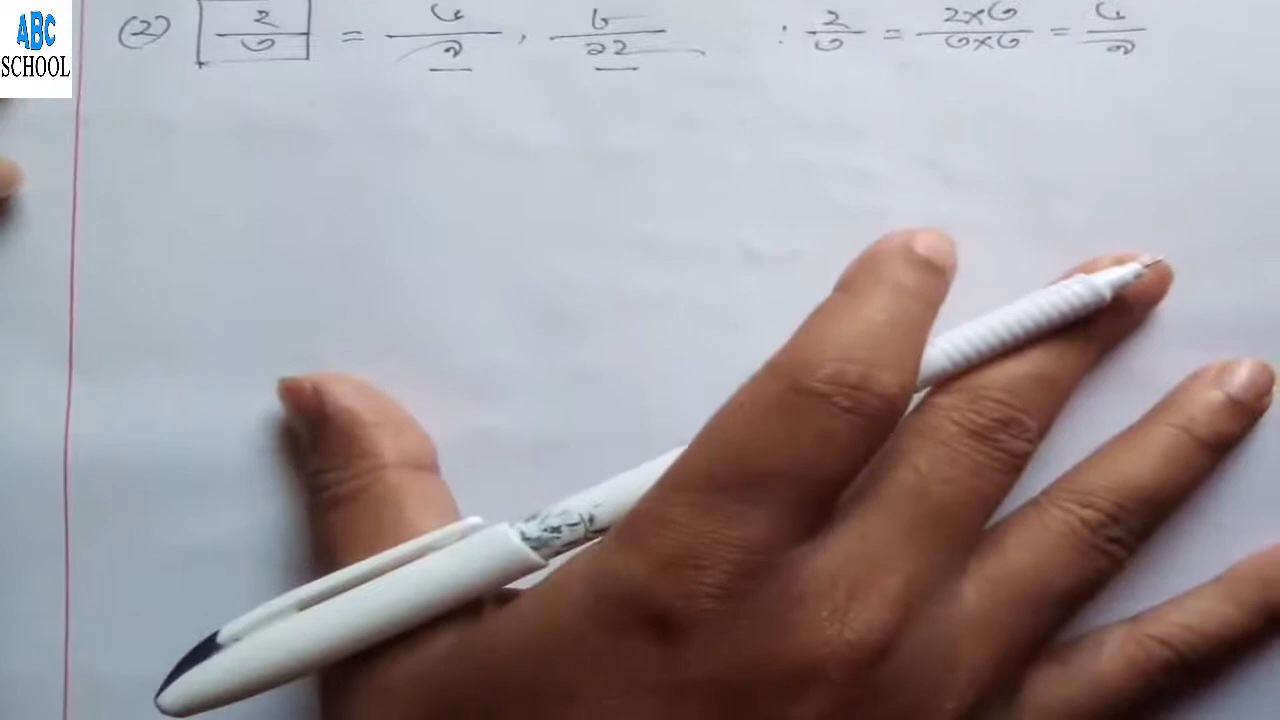 ABC
SCHOOL
(২) ২/৩ = ৬/৯, ৮/১২ : ২/৩ = ২×৩/৩×৩ = ৬/৯